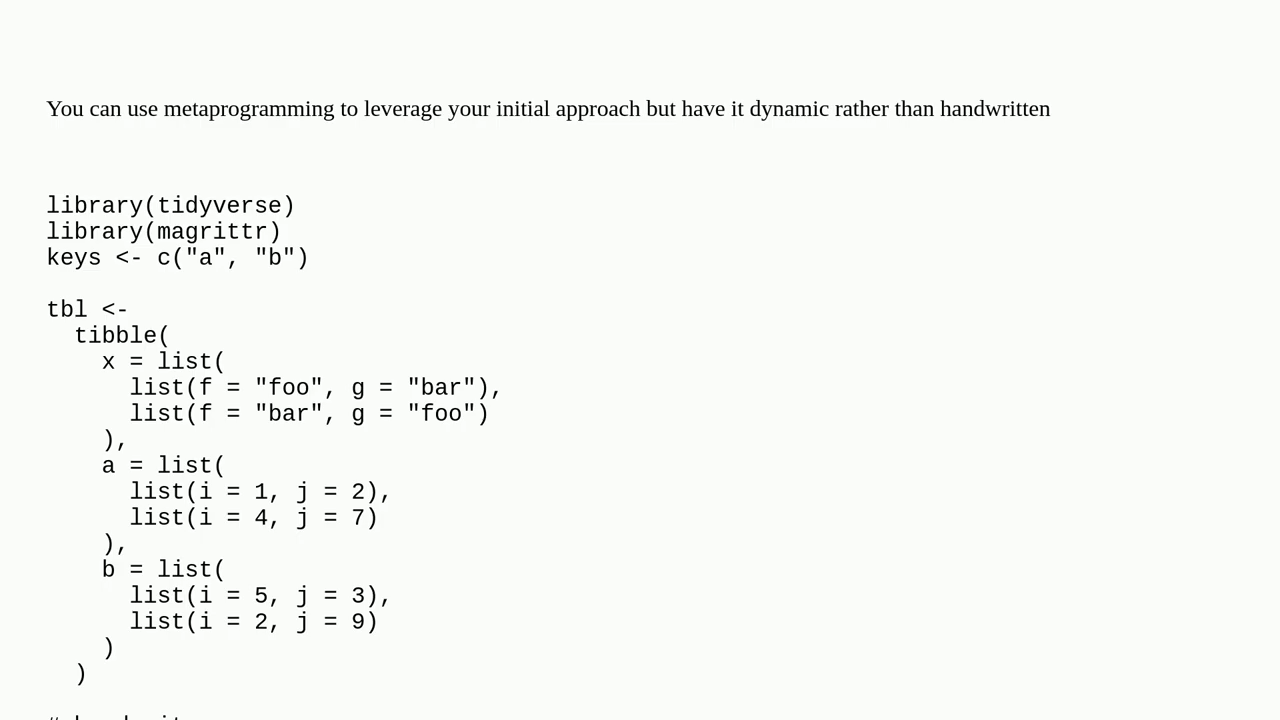 You can use metaprogramming to leverage your initial approach but have it dynamic rather than handwritten
library(tidyverse)
library(magrittr)
keys <- c("a", "b")
tbl <-
  tibble(
    x = list(
      list(f = "foo", g = "bar"),
      list(f = "bar", g = "foo")
    ),
    a = list(
      list(i = 1, j = 2),
      list(i = 4, j = 7)
    ),
    b = list(
      list(i = 5, j = 3),
      list(i = 2, j = 9)
    )
  )